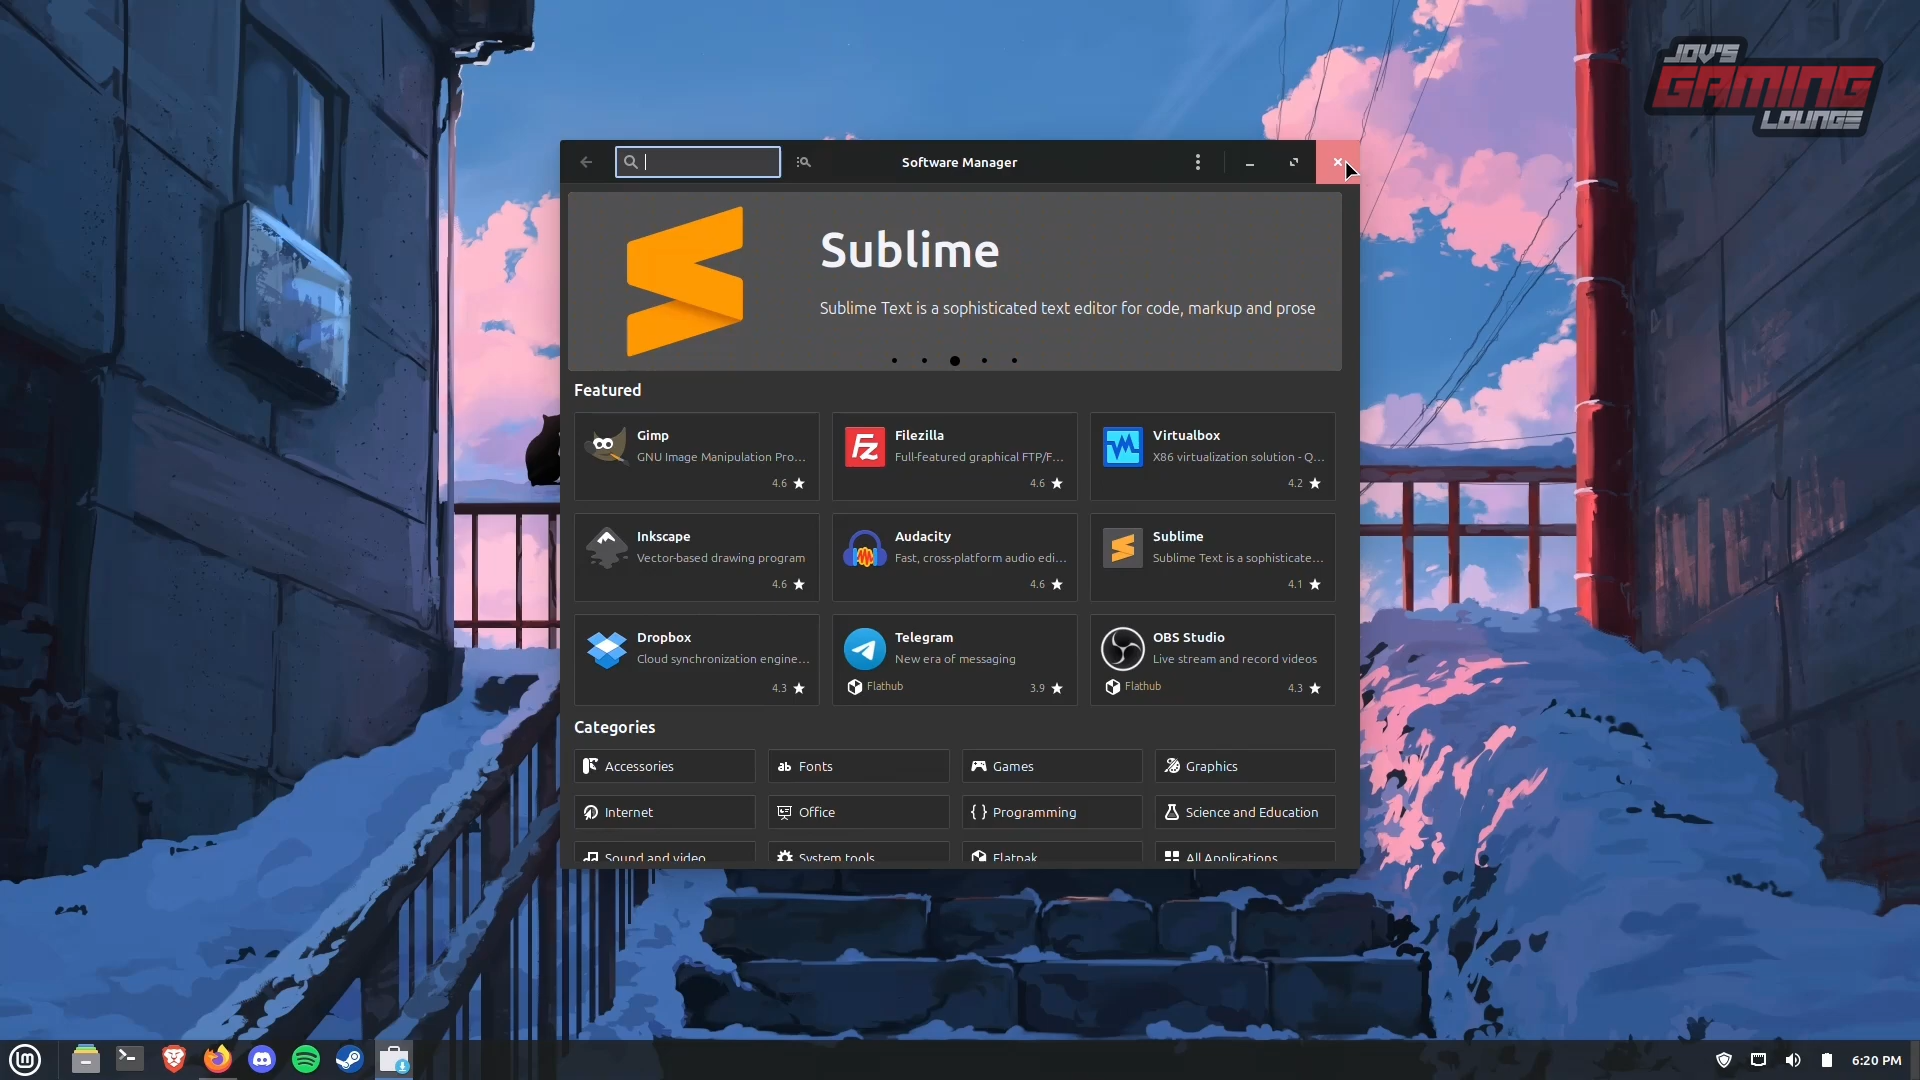 JOV'S
GAMING
LOUNGE
Software Manager
Sublime
Sublime Text is a sophisticated text editor for code, markup and prose
Featured
Gimp
GNU Image Manipulation Pro...
4.6
Filezilla
Full-featured graphical FTP/F...
4.6
Virtualbox
X86 virtualization solution - Q...
4.2
Inkscape
Vector-based drawing program
4.6
Audacity
Fast, cross-platform audio edi...
4.6
Sublime
Sublime Text is a sophisticate...
4.1
Dropbox
Cloud synchronization engine...
4.3
Telegram
New era of messaging
Flathub
3.9
OBS Studio
Live stream and record videos
Flathub
4.3
Categories
Accessories
ab Fonts
Games
Graphics
Internet
Office
{ } Programming
Science and Education
Sound and video
System tools
Flatpak
All Applications
6:20 PM